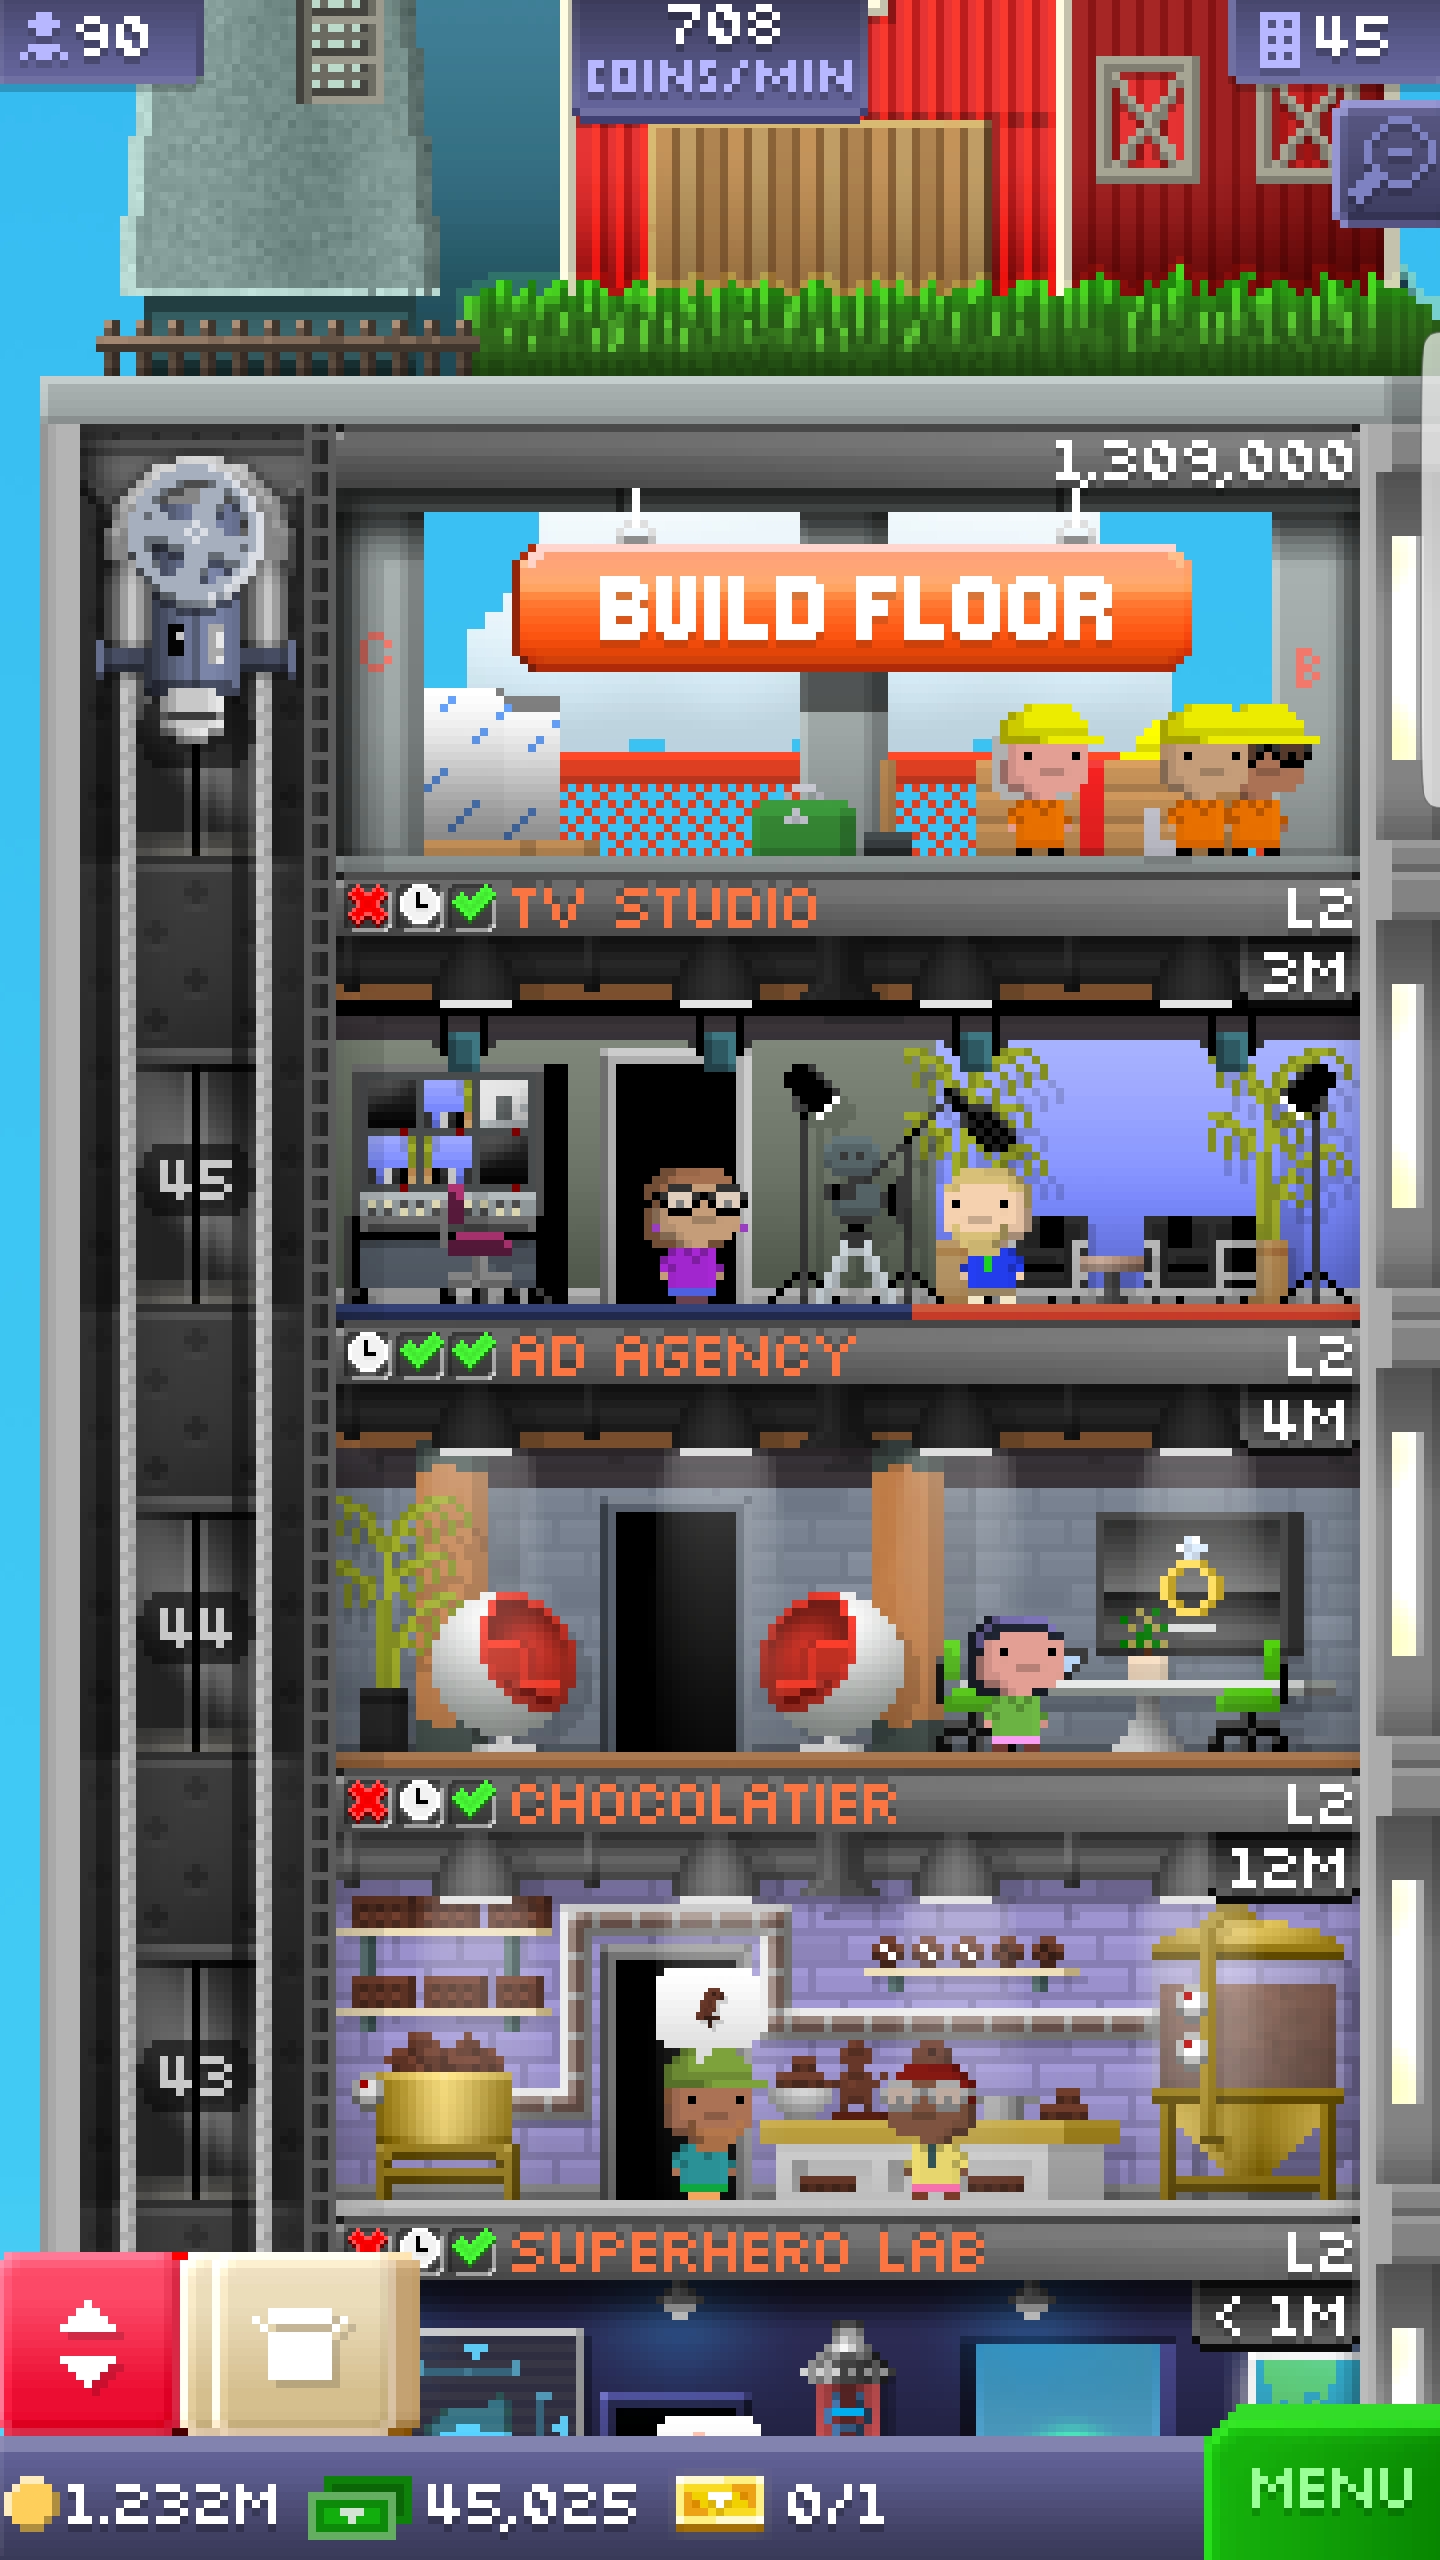 90
708
COINS/MIN
45
1,309,000
BUILD FLOOR
C
B
TV STUDIO
L2
3M
45
AD AGENCY
L2
4M
44
CHOCOLATIER
L2
12M
43
SUPERHERO LAB
L2
< 1M
1.232M
45,025
0/1
MENU